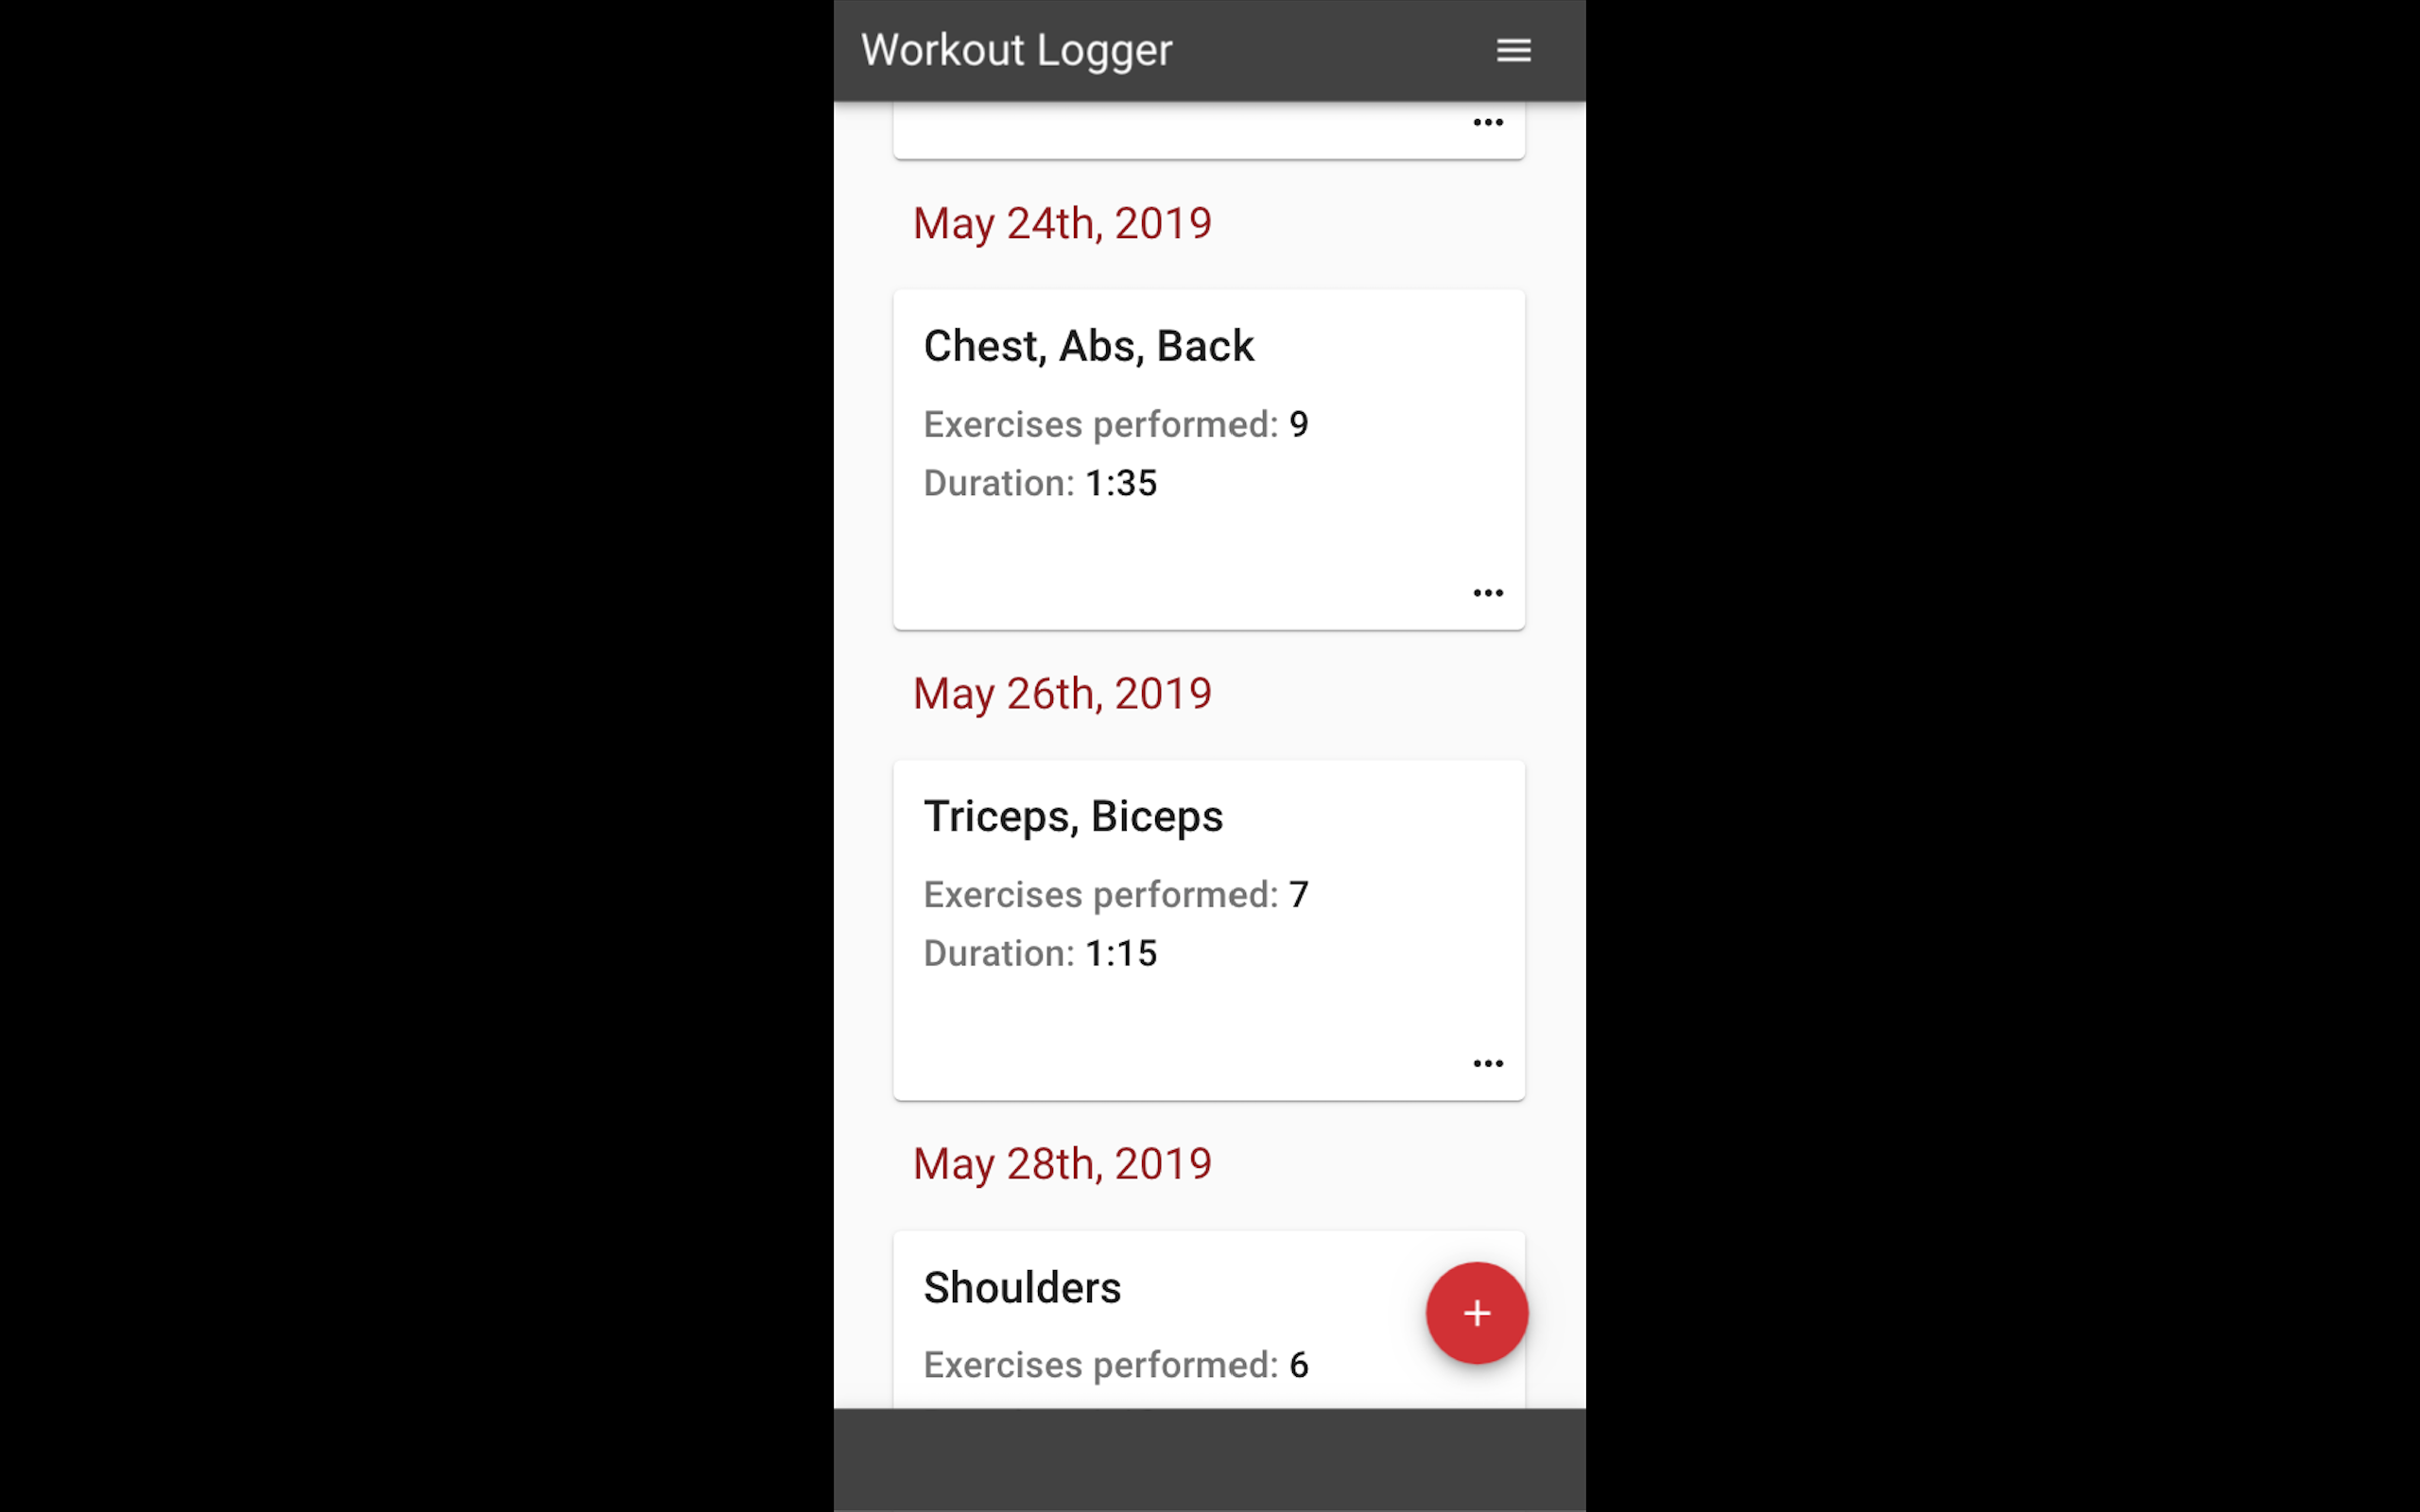 Workout Logger
May 24th, 2019
Chest, Abs, Back
Exercises performed: 9
Duration: 1:35
May 26th, 2019
Triceps, Biceps
Exercises performed: 7
Duration: 1:15
May 28th, 2019
Shoulders
Exercises performed: 6